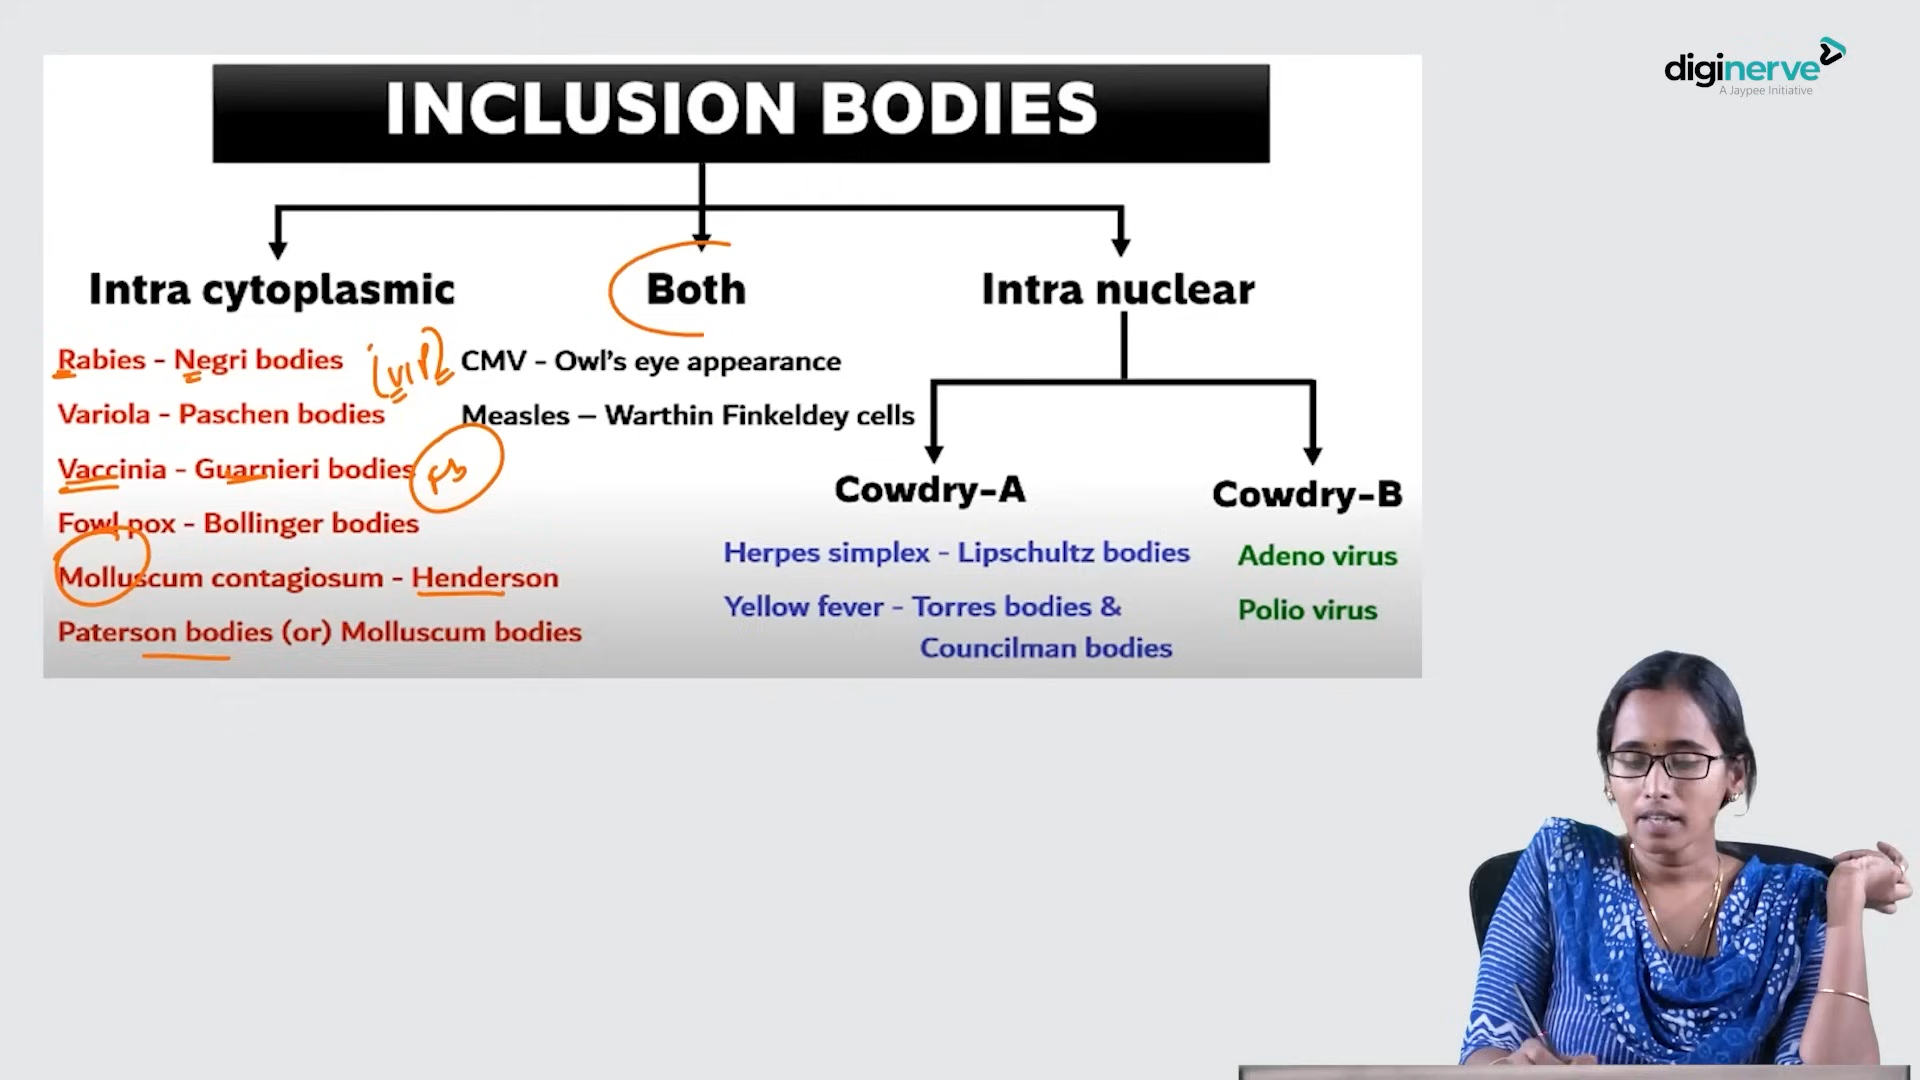 diginerve
A Jaypee Initiative
INCLUSION BODIES
Intra cytoplasmic
Rabies - Negri bodies
Variola - Paschen bodies
Vaccinia - Guarnieri bodies
Fowl pox - Bollinger bodies
Molluscum contagiosum - Henderson
Paterson bodies (or) Molluscum bodies
VIP
Both
CMV - Owl's eye appearance
Measles – Warthin Finkeldey cells
Intra nuclear
Cowdry-A
Herpes simplex - Lipschultz bodies
Yellow fever - Torres bodies &
Councilman bodies
Cowdry-B
Adeno virus
Polio virus